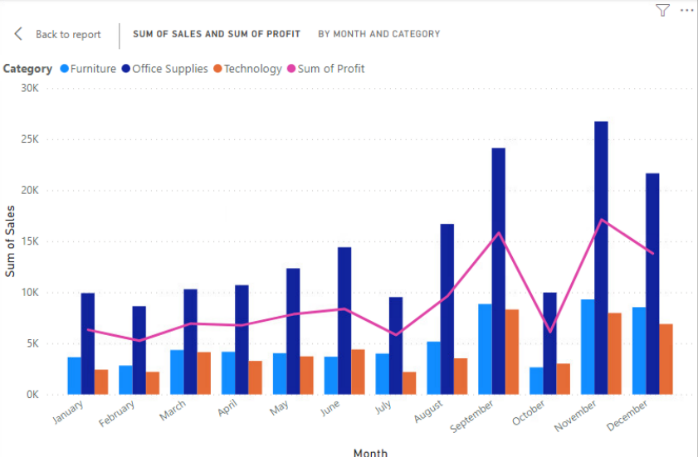 Back to report
SUM OF SALES AND SUM OF PROFIT BY MONTH AND CATEGORY
Category Furniture Office Supplies Technology Sum of Profit
Sum of Sales
30K
25K
20K
15K
10K
5K
0K
January February March April May June July August September October November December
Month